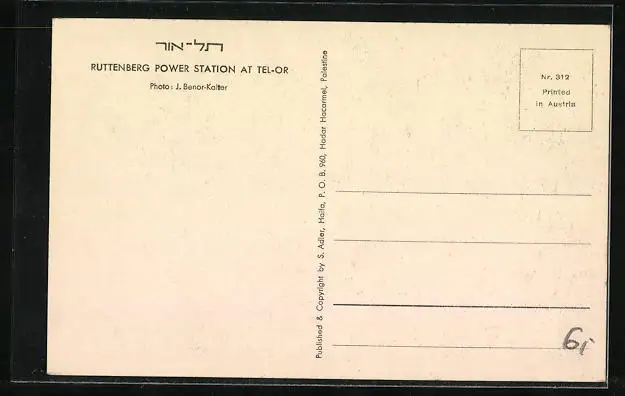 תל-אור
RUTTENBERG POWER STATION AT TEL-OR
Photo: J. Benor-Kalter
Published & Copyright by S. Adler, Haifa, P. O. B. 960, Hadar Hacarmel, Palestine
Nr. 312
Printed
in Austria